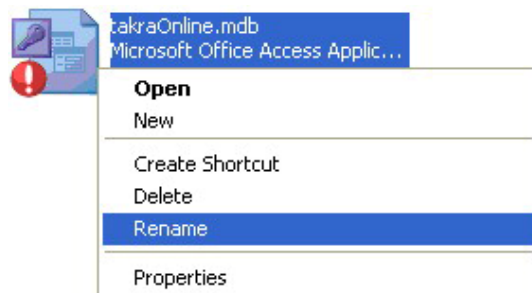 takraOnline.mdb
Microsoft Office Access Applic...
Open
New
Create Shortcut
Delete
Rename
Properties